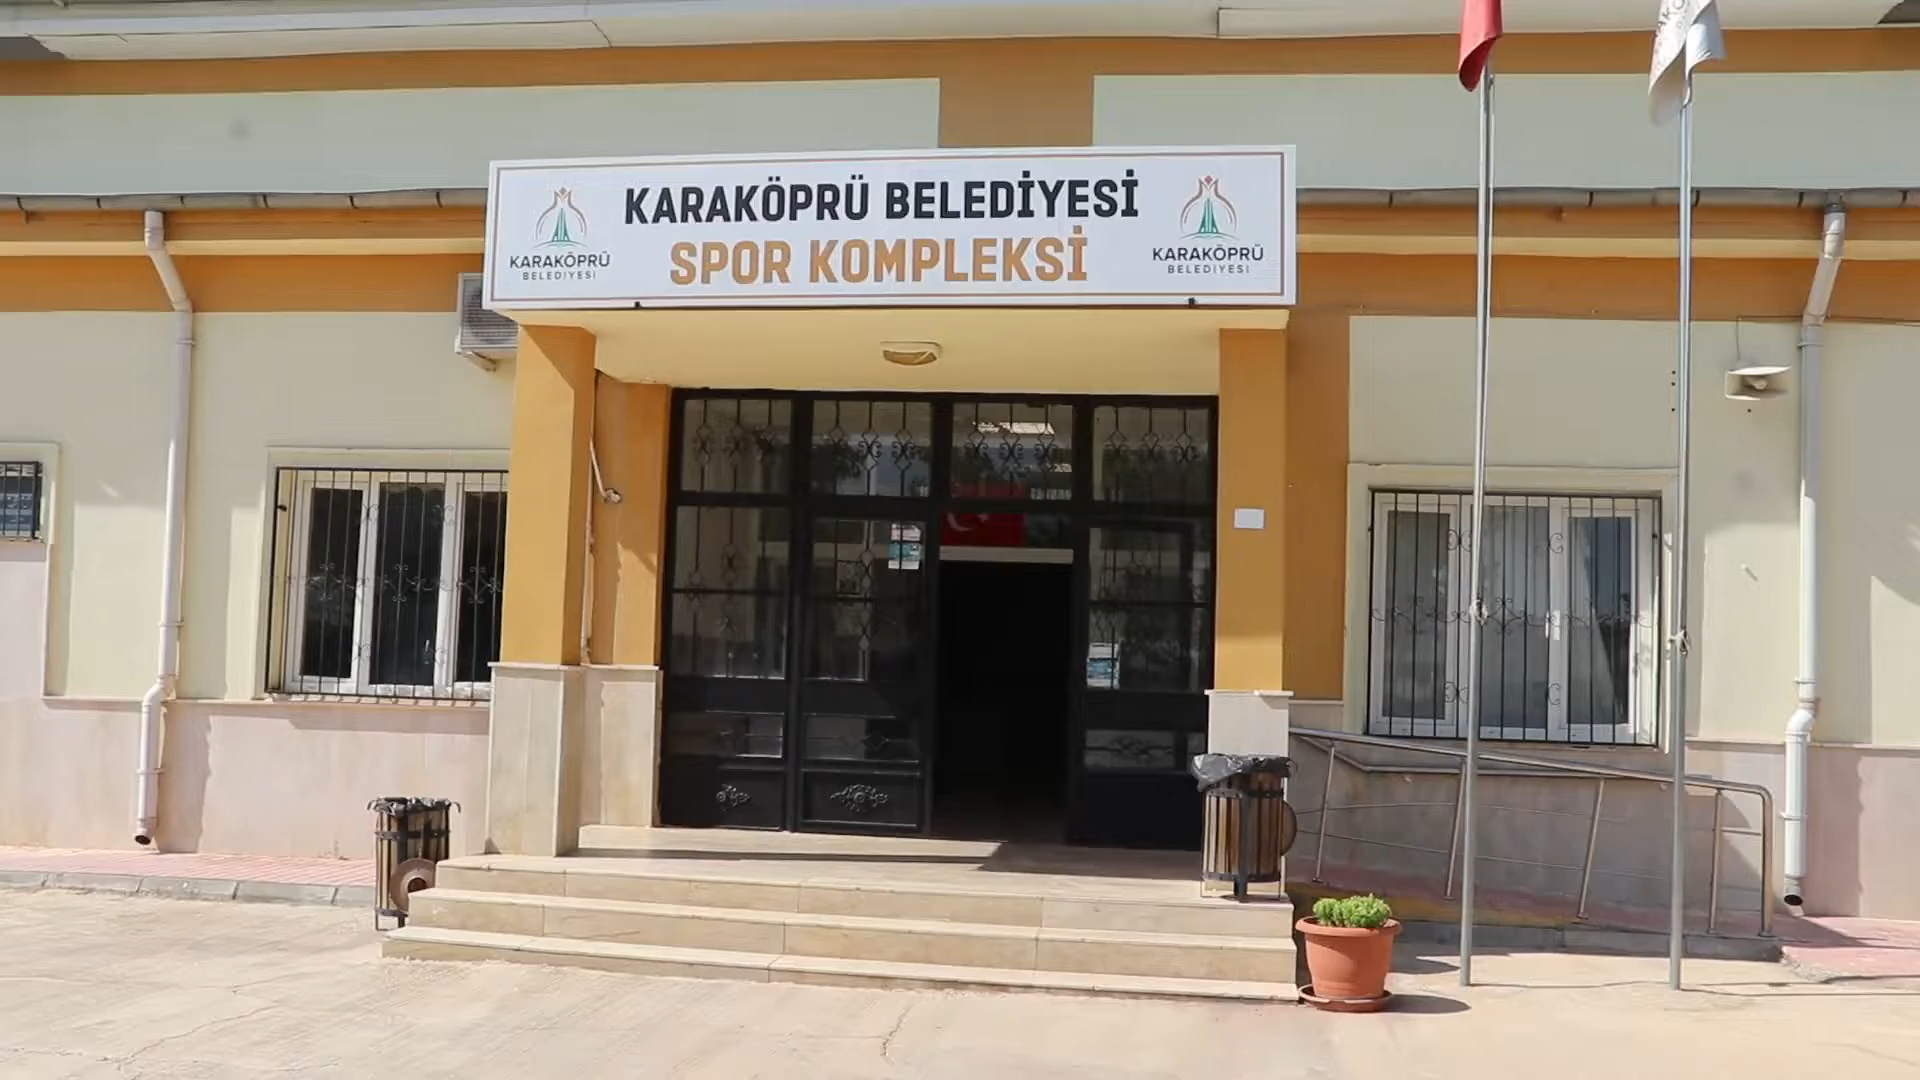 KARAKÖPRÜ BELEDİYESİ
SPOR KOMPLEKSİ
KARAKÖPRÜ
BELEDİYESİ
KARAKÖPRÜ
BELEDİYESİ